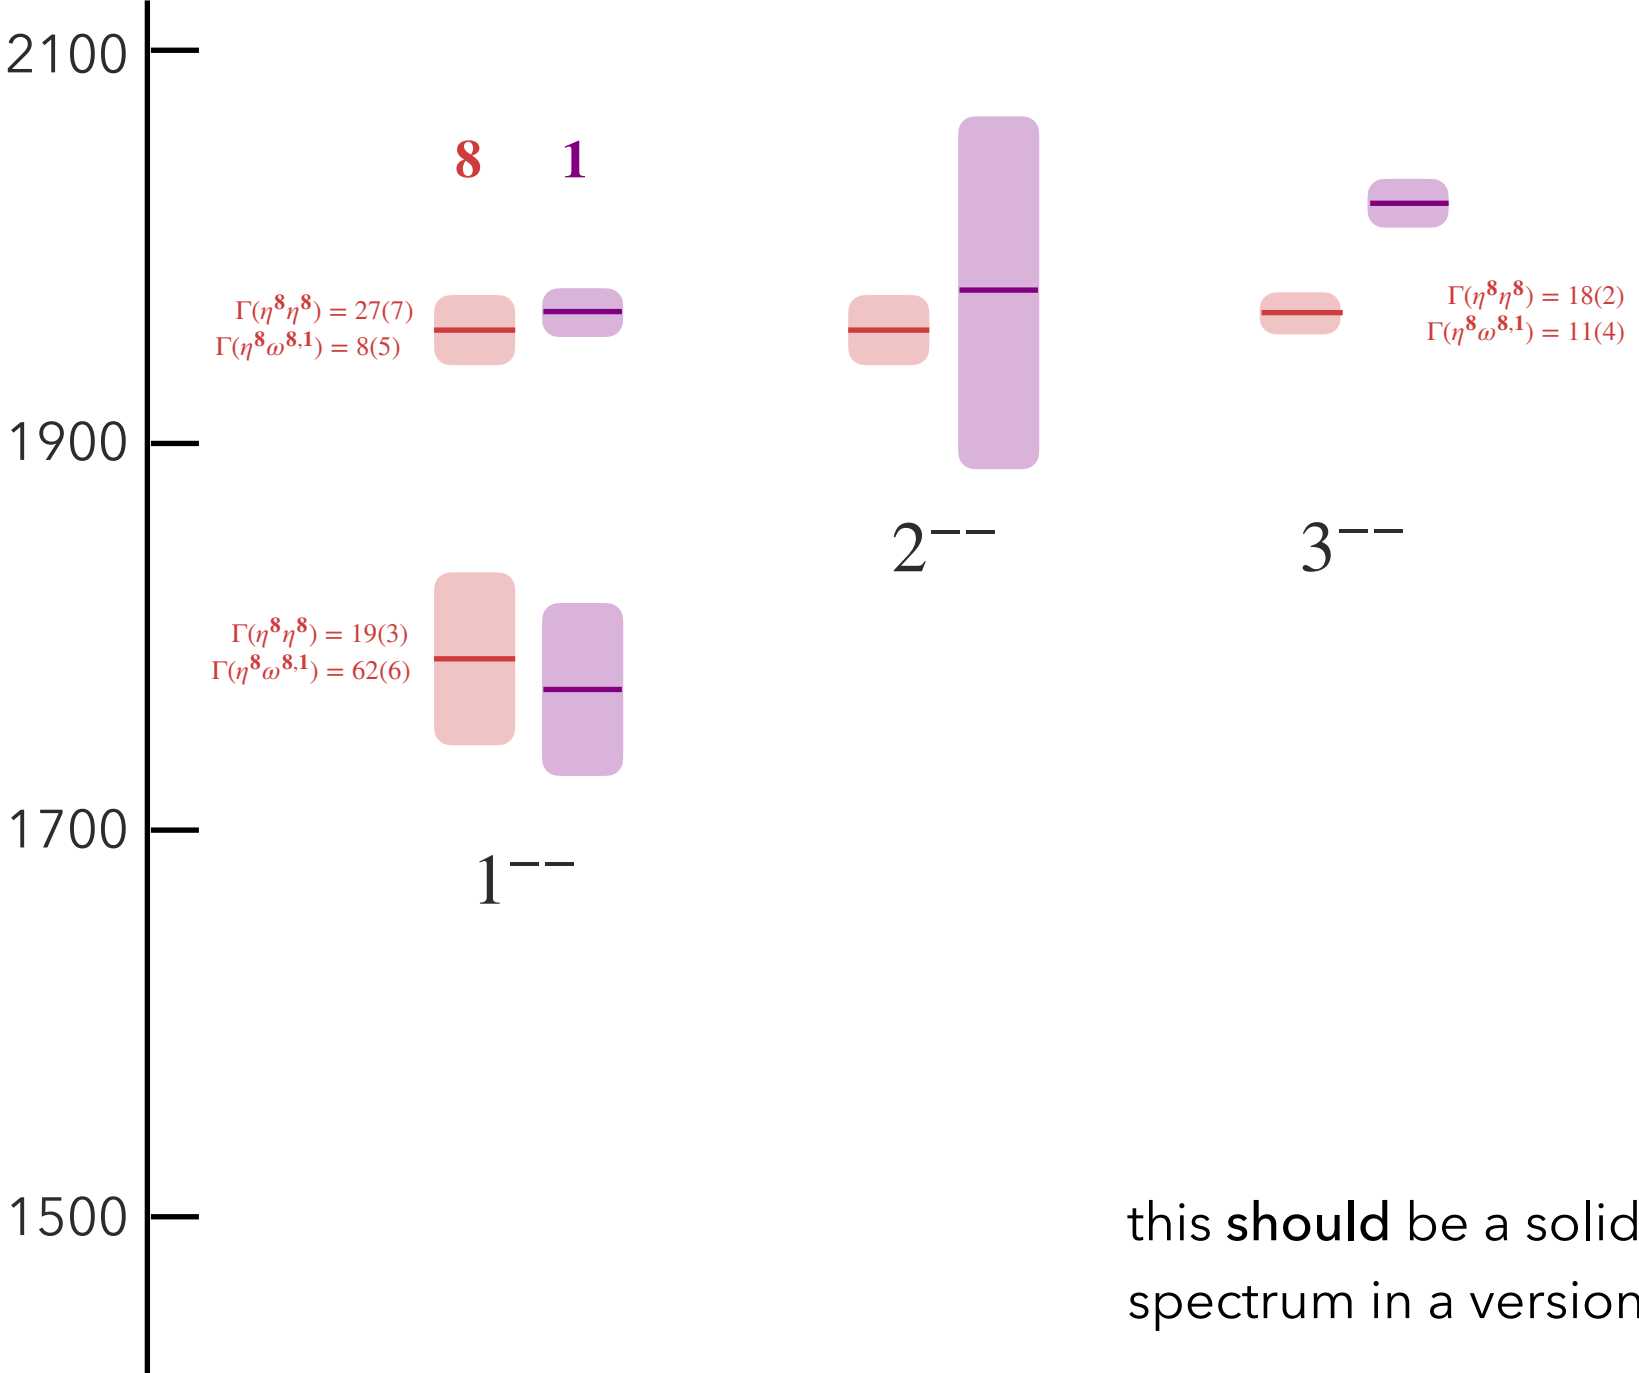 2100
8 1
Γ(η⁸η⁸) = 27(7)
Γ(η⁸ω⁸,¹) = 8(5)
Γ(η⁸η⁸) = 18(2)
Γ(η⁸ω⁸,¹) = 11(4)
1900
2⁻⁻
3⁻⁻
Γ(η⁸η⁸) = 19(3)
Γ(η⁸ω⁸,¹) = 62(6)
1700
1⁻⁻
1500
this should be a solid
spectrum in a version